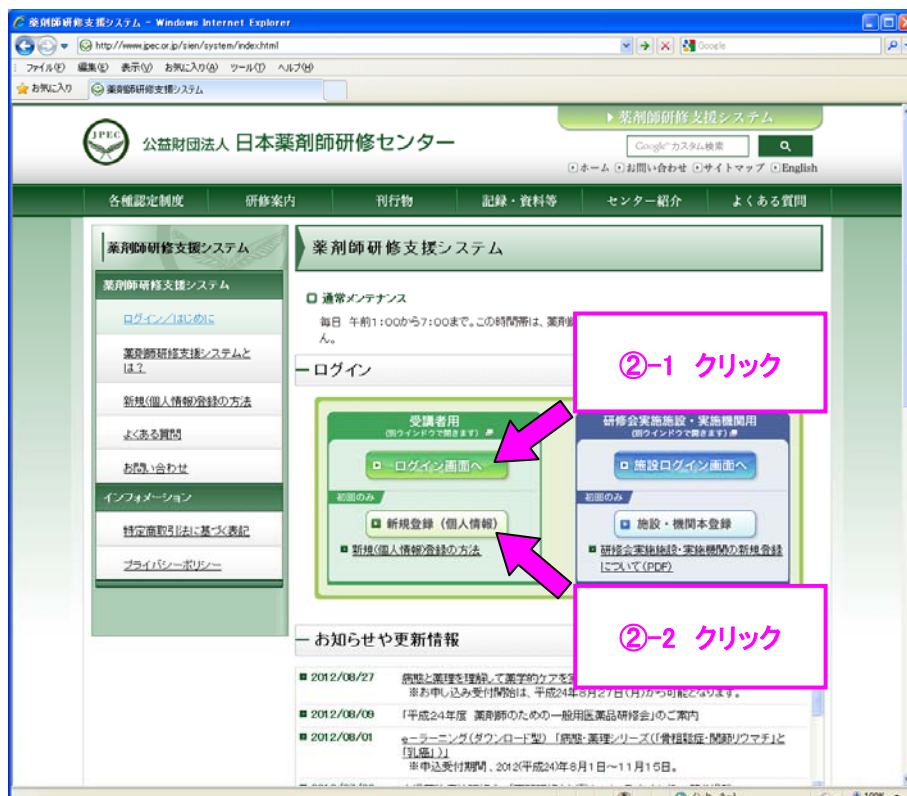 薬剤師研修支援システム - Windows Internet Explorer
http://www.jpec.or.jp/sien/system/index.html
Google
ファイル(F) 編集(E) 表示(V) お気に入り(A) ツール(T) ヘルプ(H)
お気に入り 薬剤師研修支援システム
薬剤師研修支援システム
JPEC 公益財団法人 日本薬剤師研修センター
Google カスタム検索
ホーム お問い合わせ サイトマップ English
各種認定制度 研修案内 刊行物 記録・資料等 センター紹介 よくある質問
薬剤師研修支援システム
薬剤師研修支援システム
ログイン/はじめに
薬剤師研修支援システムと
は?
新規(個人情報)登録の方法
よくある質問
お問い合わせ
インフォメーション
特定商取引法に基づく表記
プライバシーポリシー
薬剤師研修支援システム
通常メンテナンス
毎日 午前1:00から7:00まで。この時間帯は、薬剤師
ん。
ログイン
②-1 クリック
受講者用
(別ウインドウで開きます)
ログイン画面へ
初回のみ
新規登録(個人情報)
新規(個人情報)登録の方法
研修会実施施設・実施機関用
(別ウインドウで開きます)
施設ログイン画面へ
初回のみ
施設・機関本登録
研修会実施施設・実施機関の新規登録
について(PDF)
②-2 クリック
お知らせや更新情報
2012/08/27 病態と薬理を理解して薬学的ケアを実
※お申し込み受付開始は、平成24年8月27日(月)から可能となります。
2012/08/09 「平成24年度 薬剤師のための一般用医薬品研修会」のご案内
2012/08/01 e-ラーニング(ダウンロード型) 「病態・薬理シリーズ(「骨粗鬆症・関節リウマチ」と
「乳癌」)」
※申込受付期間、2012(平成24)年8月1日~11月15日。